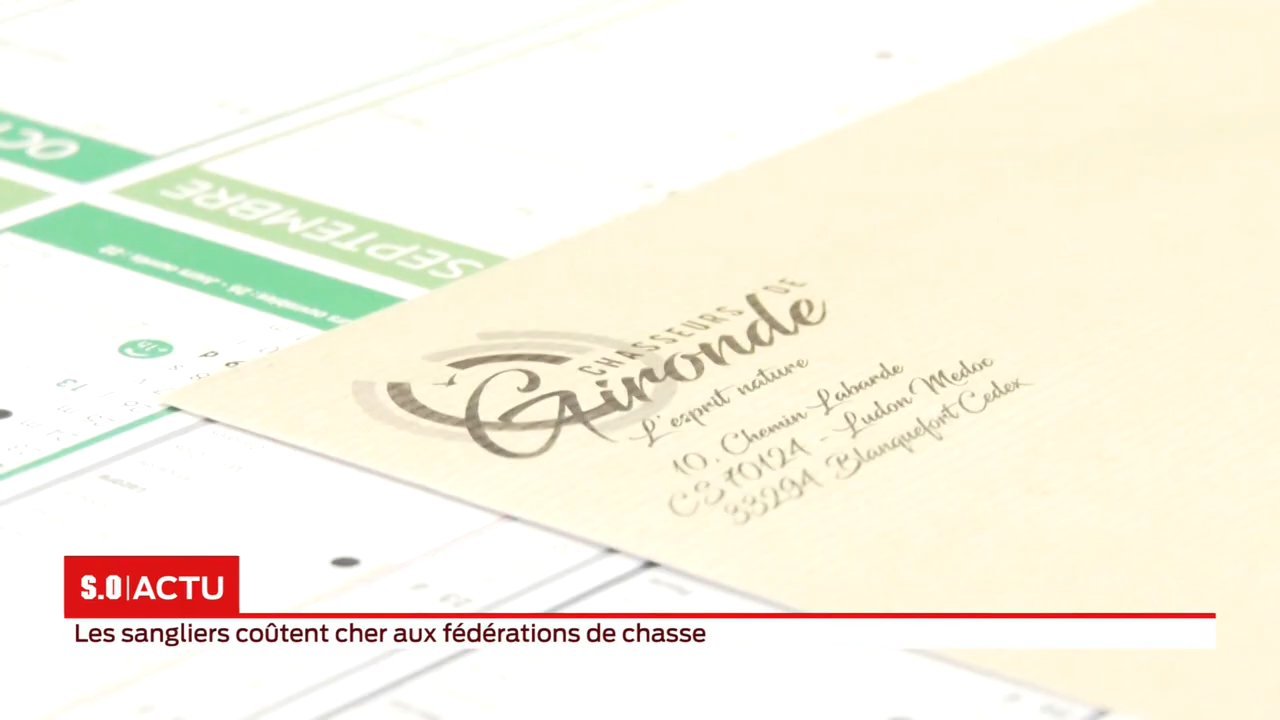 OCT
SEPTEMBRE
CHASSEURS DE
Gironde
L'esprit nature
10, Chemin Labarde
CS 70124 - Ludon Medoc
33294 Blanquefort Cedex
S.O|ACTU
Les sangliers coûtent cher aux fédérations de chasse